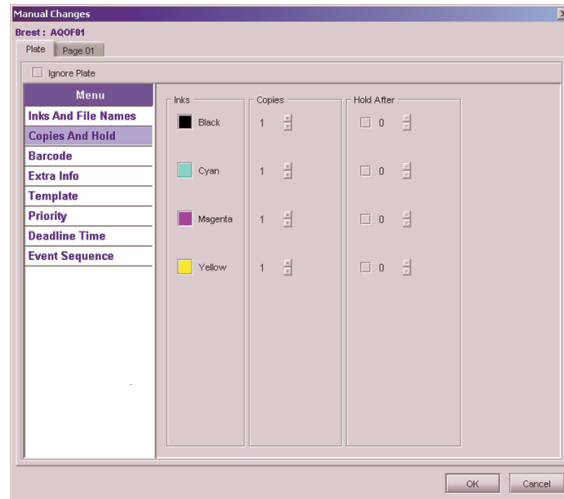 Manual Changes
Brest : AQOF01
Plate Page 01
Ignore Plate
Menu
Inks And File Names
Copies And Hold
Barcode
Extra Info
Template
Priority
Deadline Time
Event Sequence
Inks Copies Hold After
Black 1 0
Cyan 1 0
Magenta 1 0
Yellow 1 0
OK Cancel